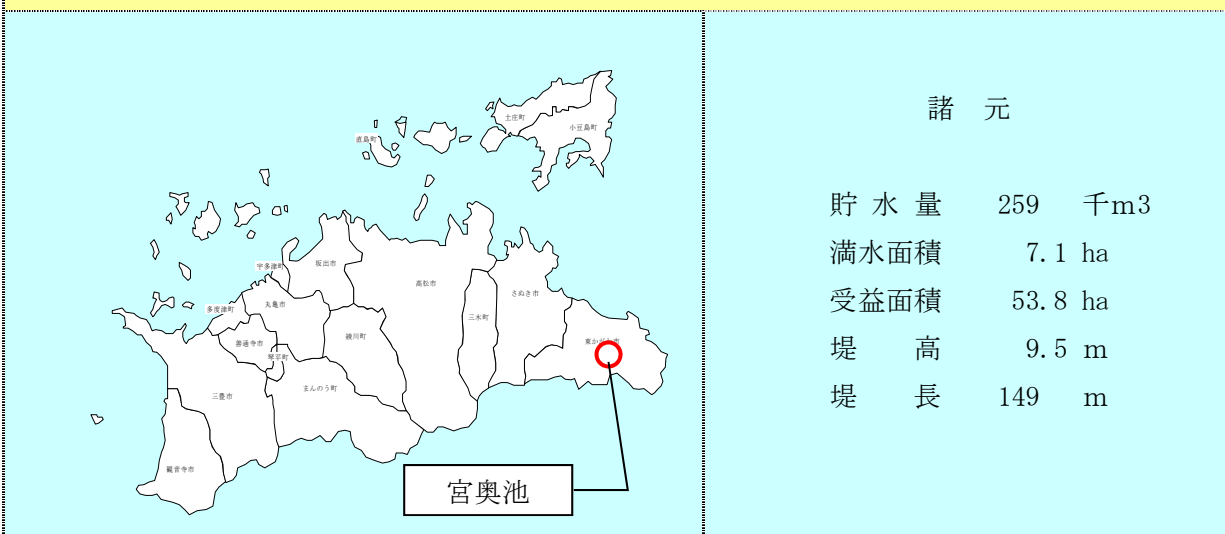 土庄町
小豆島町
直島町
宇多津町
坂出市
高松市
さぬき市
多度津町
丸亀市
三木町
善通寺市
綾川町
琴平町
東かがわ市
まんのう町
三豊市
観音寺市
宮奥池
諸 元
貯水量 259 千m3
満水面積 7.1 ha
受益面積 53.8 ha
堤 高 9.5 m
堤 長 149 m